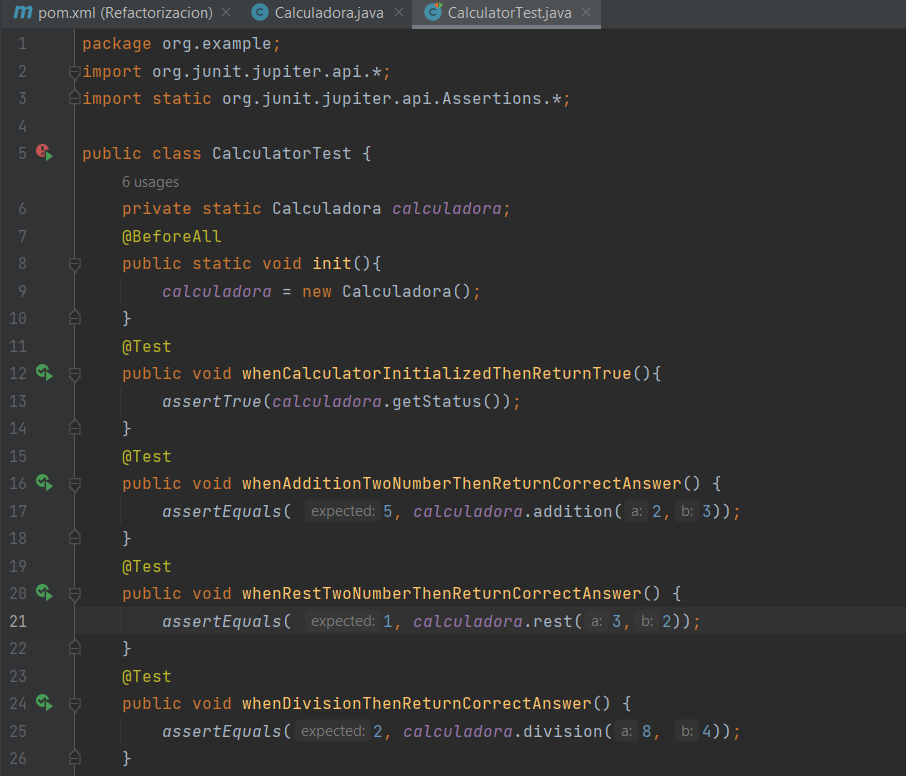 m pom.xml (Refactorizacion) × C Calculadora.java × C CalculatorTest.java ×
1 package org.example;
2 import org.junit.jupiter.api.*;
3 import static org.junit.jupiter.api.Assertions.*;
4
5 public class CalculatorTest {
6 usages
6 private static Calculadora calculadora;
7 @BeforeAll
8 public static void init(){
9 calculadora = new Calculadora();
10 }
11 @Test
12 public void whenCalculatorInitializedThenReturnTrue(){
13 assertTrue(calculadora.getStatus());
14 }
15 @Test
16 public void whenAdditionTwoNumberThenReturnCorrectAnswer() {
17 assertEquals( expected: 5, calculadora.addition( a: 2, b: 3));
18 }
19 @Test
20 public void whenRestTwoNumberThenReturnCorrectAnswer() {
21 assertEquals( expected: 1, calculadora.rest( a: 3, b: 2));
22 }
23 @Test
24 public void whenDivisionThenReturnCorrectAnswer() {
25 assertEquals( expected: 2, calculadora.division( a: 8, b: 4));
26 }